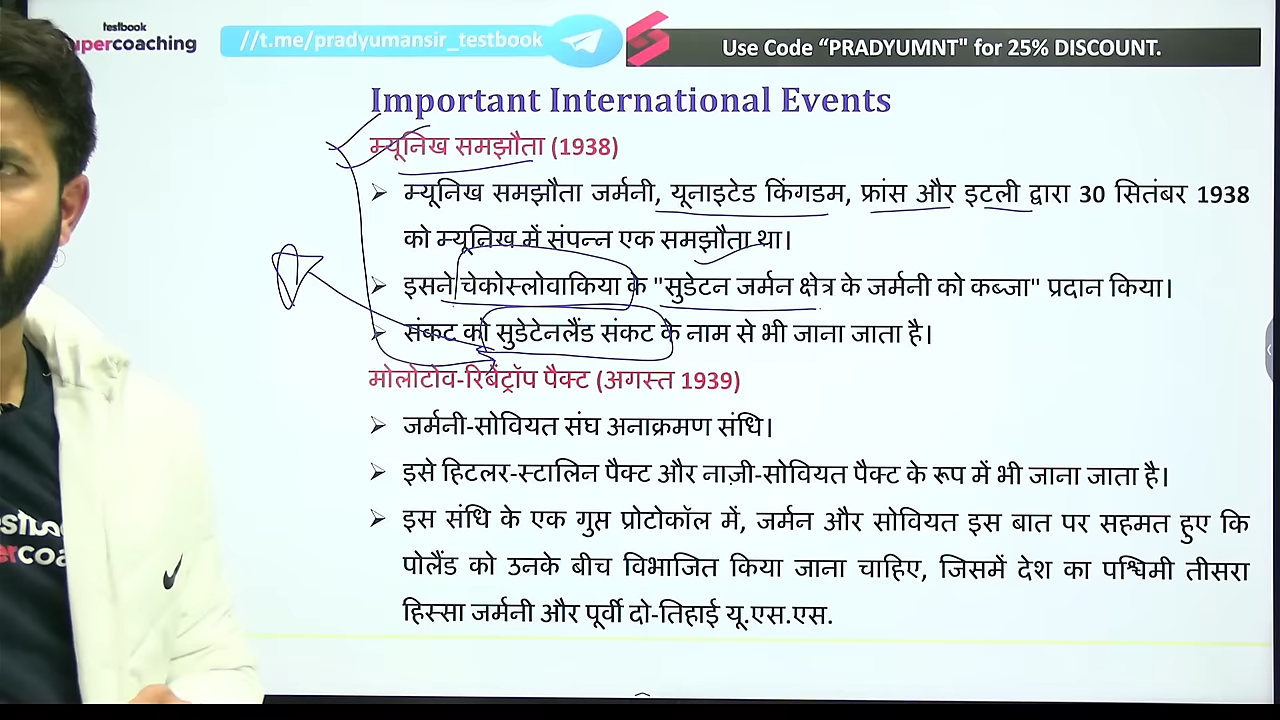 testbook
supercoaching
//t.me/pradyumansir_testbook
Use Code “PRADYUMNT" for 25% DISCOUNT.
Important International Events
म्यूनिख समझौता (1938)
➢ म्यूनिख समझौता जर्मनी, यूनाइटेड किंगडम, फ्रांस और इटली द्वारा 30 सितंबर 1938
को म्यूनिख में संपन्न एक समझौता था।
➢ इसने चेकोस्लोवाकिया के "सुडेटन जर्मन क्षेत्र के जर्मनी को कब्जा" प्रदान किया।
➢ संकट को सुडेटेनलैंड संकट के नाम से भी जाना जाता है।
मोलोटोव-रिबेंट्रॉप पैक्ट (अगस्त 1939)
➢ जर्मनी-सोवियत संघ अनाक्रमण संधि।
➢ इसे हिटलर-स्टालिन पैक्ट और नाज़ी-सोवियत पैक्ट के रूप में भी जाना जाता है।
➢ इस संधि के एक गुप्त प्रोटोकॉल में, जर्मन और सोवियत इस बात पर सहमत हुए कि
पोलैंड को उनके बीच विभाजित किया जाना चाहिए, जिसमें देश का पश्चिमी तीसरा
हिस्सा जर्मनी और पूर्वी दो-तिहाई यू.एस.एस.